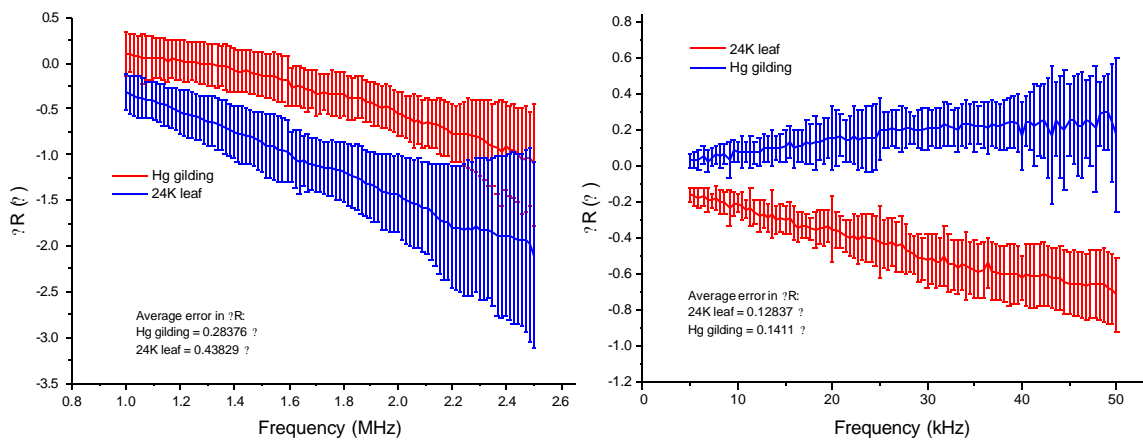 0.5
0.0
-0.5
-1.0
-1.5
-2.0
-2.5
-3.0
-3.5
?R (?)
Hg gilding
24K leaf
Average error in ?R:
Hg gilding = 0.28376 ?
24K leaf = 0.43829 ?
0.8 1.0 1.2 1.4 1.6 1.8 2.0 2.2 2.4 2.6
Frequency (MHz)
0.8
0.6
0.4
0.2
0.0
-0.2
-0.4
-0.6
-0.8
-1.0
-1.2
?R (?)
24K leaf
Hg gilding
Average error in ?R:
24K leaf = 0.12837 ?
Hg gilding = 0.1411 ?
0 10 20 30 40 50
Frequency (kHz)